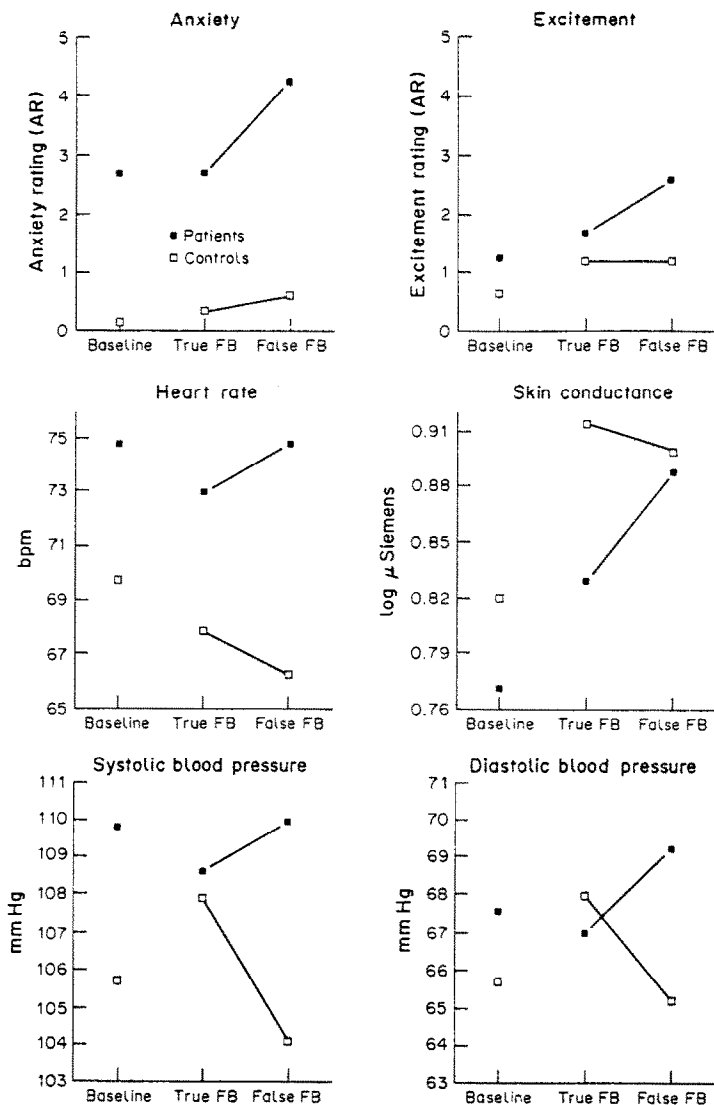 Anxiety
Anxiety rating (AR)
5
4
3
2
1
0
Patients
Controls
Baseline True FB False FB
Excitement
Excitement rating (AR)
5
4
3
2
1
0
Baseline True FB False FB
Heart rate
bpm
75
73
71
69
67
65
Baseline True FB False FB
Skin conductance
log μ Siemens
0.91
0.88
0.85
0.82
0.79
0.76
Baseline True FB False FB
Systolic blood pressure
mm Hg
111
110
109
108
107
106
105
104
103
Baseline True FB False FB
Diastolic blood pressure
mm Hg
71
70
69
68
67
66
65
64
63
Baseline True FB False FB